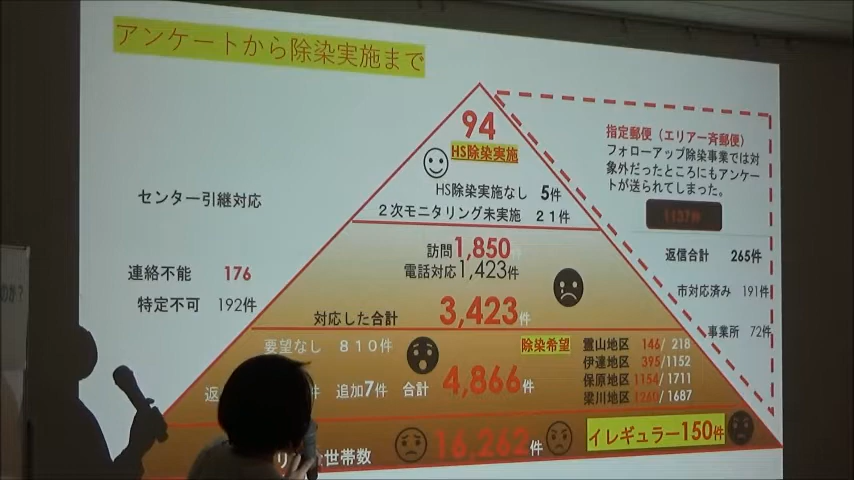 アンケートから除染実施まで
94
HS除染実施
HS除染実施なし 5件
2次モニタリング未実施 21件
センター引継対応
連絡不能 176
特定不可 192件
訪問1,850
電話対応1,423件
対応した合計 3,423件
要望なし 810件
追加7件 合計 4,866件
除染希望
霊山地区 146/ 218
伊達地区 395/1152
保原地区 1154/1711
梁川地区 1260/1687
世帯数 16,262件
イレギュラー150件
指定郵便（エリア一斉郵便）
フォローアップ除染事業では対
象外だったところにもアンケー
トが送られてしまった。
1137件
返信合計 265件
市対応済み 191件
事業所 72件
のか?